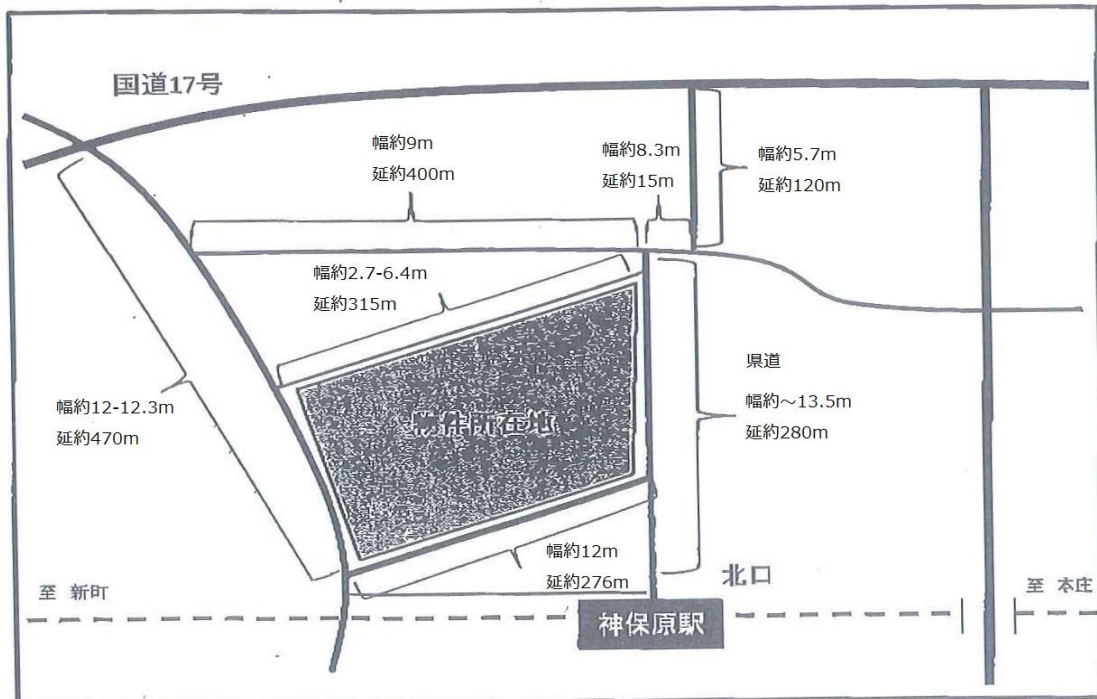 国道17号
幅約9m
延約400m
幅約8.3m
延約15m
幅約5.7m
延約120m
幅約2.7-6.4m
延約315m
県道
幅約～13.5m
延約280m
幅約12-12.3m
延約470m
物件所在地
幅約12m
延約276m
北口
至 新町
至 本庄
神保原駅